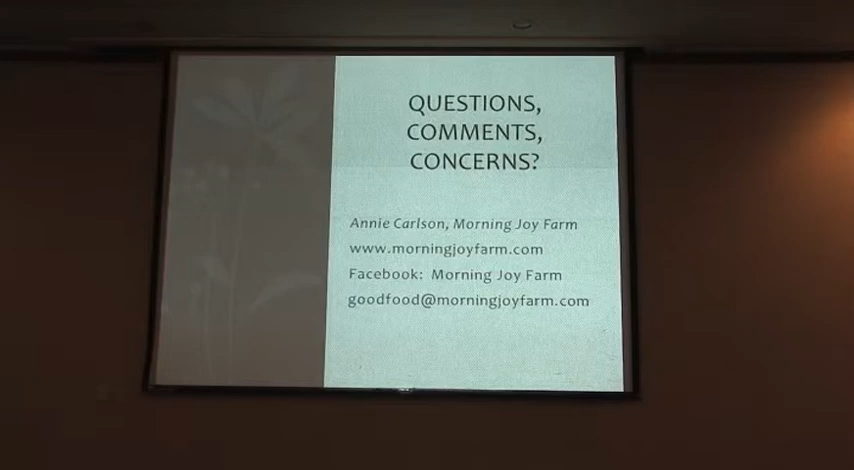 QUESTIONS,
COMMENTS,
CONCERNS?
Annie Carlson, Morning Joy Farm
www.morningjoyfarm.com
Facebook: Morning Joy Farm
goodfood@morningjoyfarm.com